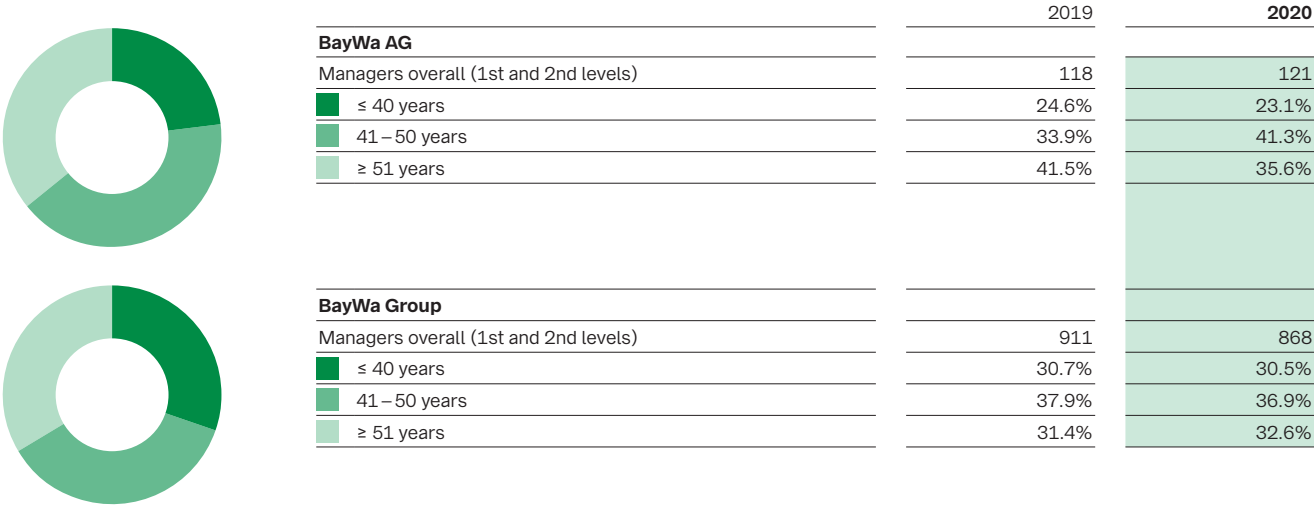 2019 2020
BayWa AG
Managers overall (1st and 2nd levels) 118 121
≤ 40 years 24.6% 23.1%
41–50 years 33.9% 41.3%
≥ 51 years 41.5% 35.6%
BayWa Group
Managers overall (1st and 2nd levels) 911 868
≤ 40 years 30.7% 30.5%
41–50 years 37.9% 36.9%
≥ 51 years 31.4% 32.6%